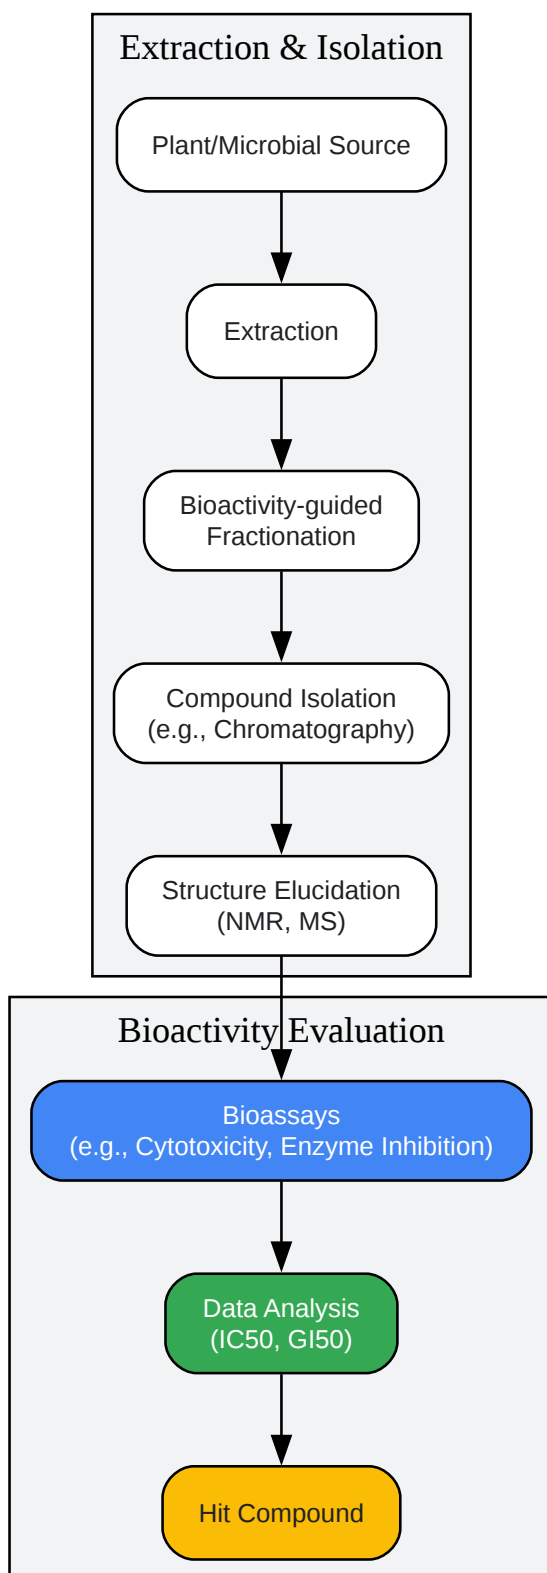 Extraction & Isolation
Plant/Microbial Source
Extraction
Bioactivity-guided
Fractionation
Compound Isolation
(e.g., Chromatography)
Structure Elucidation
(NMR, MS)
Bioactivity Evaluation
Bioassays
(e.g., Cytotoxicity, Enzyme Inhibition)
Data Analysis
(IC50, GI50)
Hit Compound